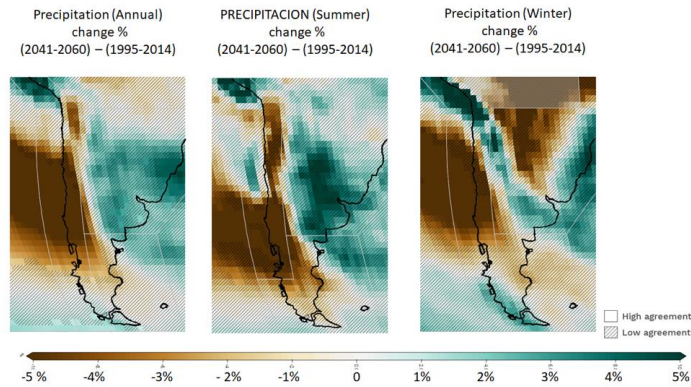 Precipitation (Annual)
change %
(2041-2060) – (1995-2014)
PRECIPITACION (Summer)
change %
(2041-2060) – (1995-2014)
Precipitation (Winter)
change %
(2041-2060) – (1995-2014)
High agreement
Low agreement
-5 % -4% -3% - 2% -1% 0 1% 2% 3% 4% 5%